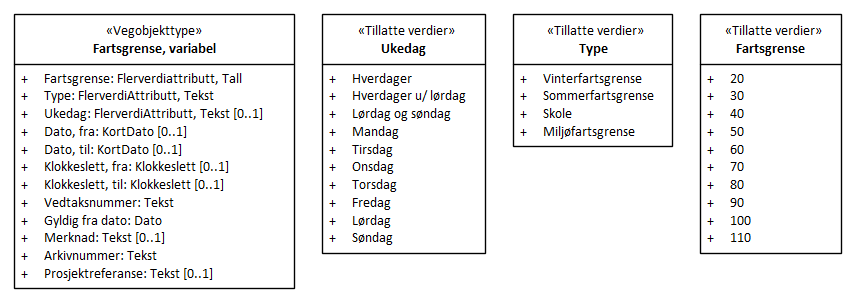 «Vegobjekttype»
Fartsgrense, variabel
+ Fartsgrense: Flerverdiattributt, Tall
+ Type: FlerverdiAttributt, Tekst
+ Ukedag: FlerverdiAttributt, Tekst [0..1]
+ Dato, fra: KortDato [0..1]
+ Dato, til: KortDato [0..1]
+ Klokkeslett, fra: Klokkeslett [0..1]
+ Klokkeslett, til: Klokkeslett [0..1]
+ Vedtaksnummer: Tekst
+ Gyldig fra dato: Dato
+ Merknad: Tekst [0..1]
+ Arkivnummer: Tekst
+ Prosjektreferanse: Tekst [0..1]
«Tillatte verdier»
Ukedag
+ Hverdager
+ Hverdager u/ lørdag
+ Lørdag og søndag
+ Mandag
+ Tirsdag
+ Onsdag
+ Torsdag
+ Fredag
+ Lørdag
+ Søndag
«Tillatte verdier»
Type
+ Vinterfartsgrense
+ Sommerfartsgrense
+ Skole
+ Miljøfartsgrense
«Tillatte verdier»
Fartsgrense
+ 20
+ 30
+ 40
+ 50
+ 60
+ 70
+ 80
+ 90
+ 100
+ 110